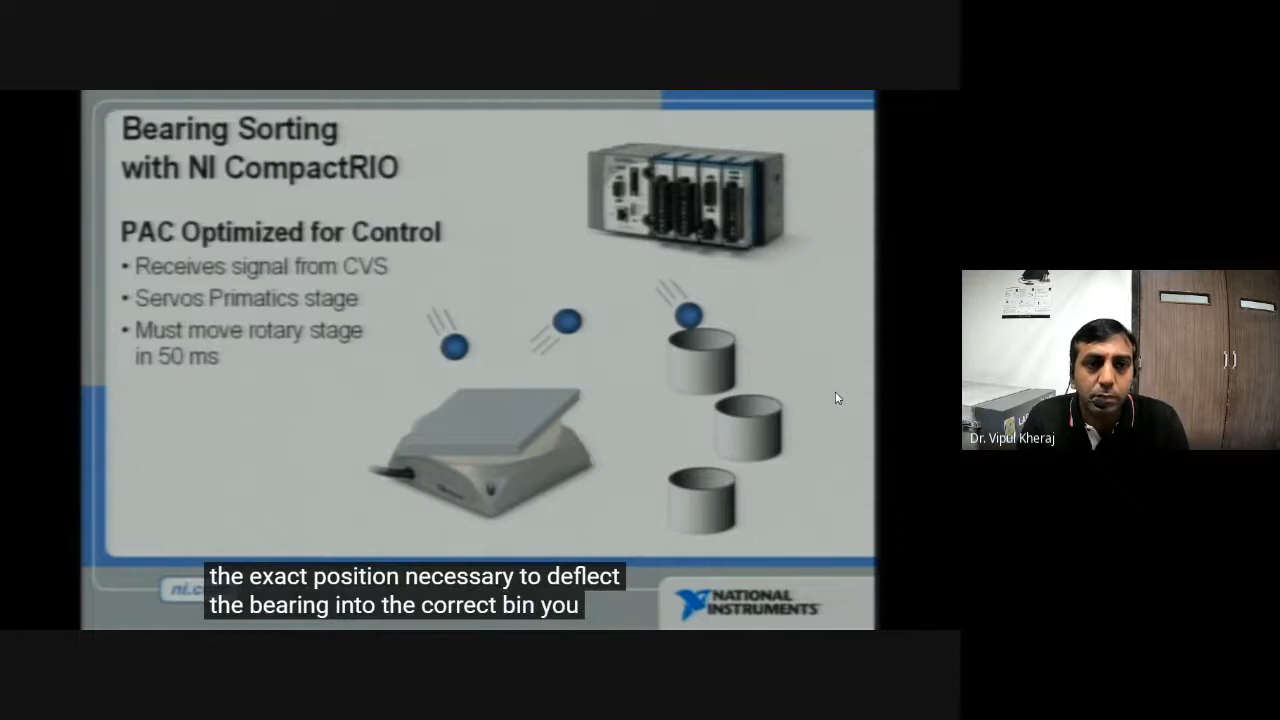 Bearing Sorting
with NI CompactRIO
PAC Optimized for Control
• Receives signal from CVS
• Servos Primatics stage
• Must move rotary stage
in 50 ms
the exact position necessary to deflect
the bearing into the correct bin you
NATIONAL
INSTRUMENTS
Dr. Vipul Kheraj